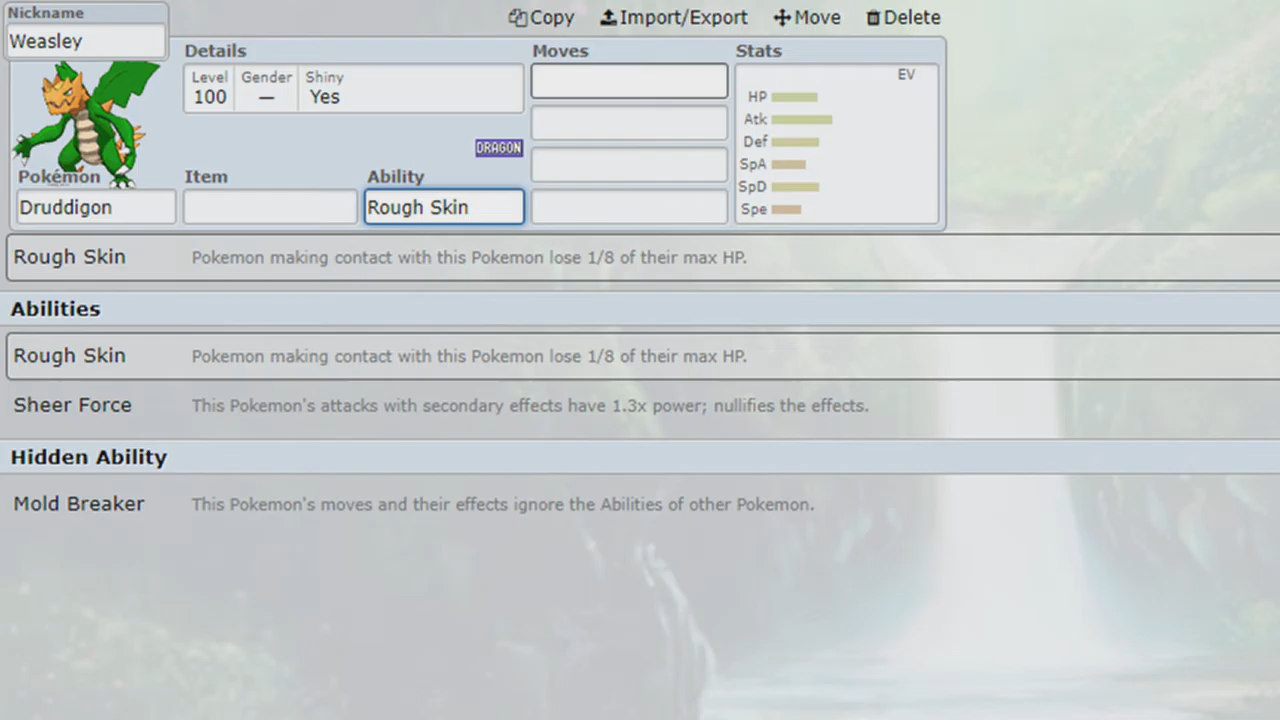 Nickname
Weasley
Copy Import/Export Move Delete
Details
Level Gender Shiny
100 — Yes
DRAGON
Pokémon
Druddigon
Item
Ability
Rough Skin
Moves
Stats
EV
HP
Atk
Def
SpA
SpD
Spe
Rough Skin Pokemon making contact with this Pokemon lose 1/8 of their max HP.
Abilities
Rough Skin Pokemon making contact with this Pokemon lose 1/8 of their max HP.
Sheer Force This Pokemon's attacks with secondary effects have 1.3x power; nullifies the effects.
Hidden Ability
Mold Breaker This Pokemon's moves and their effects ignore the Abilities of other Pokemon.